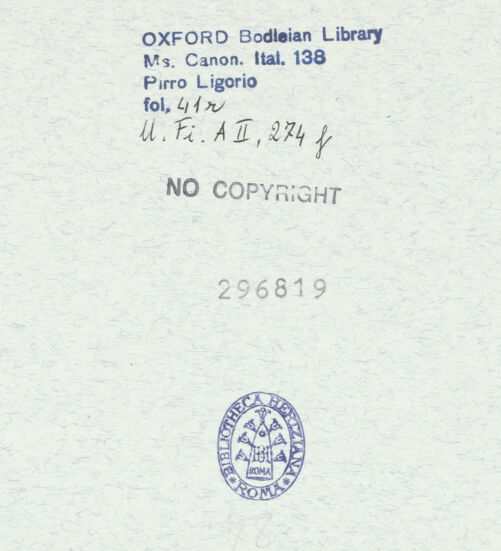 OXFORD Bodleian Library
Ms. Canon. Ital. 138
Pirro Ligorio
fol. 41r
U. Fi. A II, 274 f
NO COPYRIGHT
296819
BIBLIOTHECA HERTZIANA
ROMA
* ROMA *